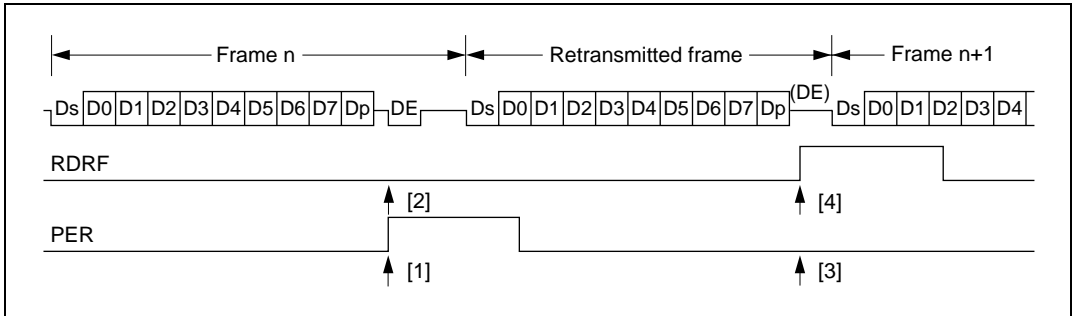 Frame n Retransmitted frame Frame n+1
Ds D0 D1 D2 D3 D4 D5 D6 D7 Dp DE Ds D0 D1 D2 D3 D4 D5 D6 D7 Dp (DE) Ds D0 D1 D2 D3 D4
RDRF
[2] [4]
PER
[1] [3]